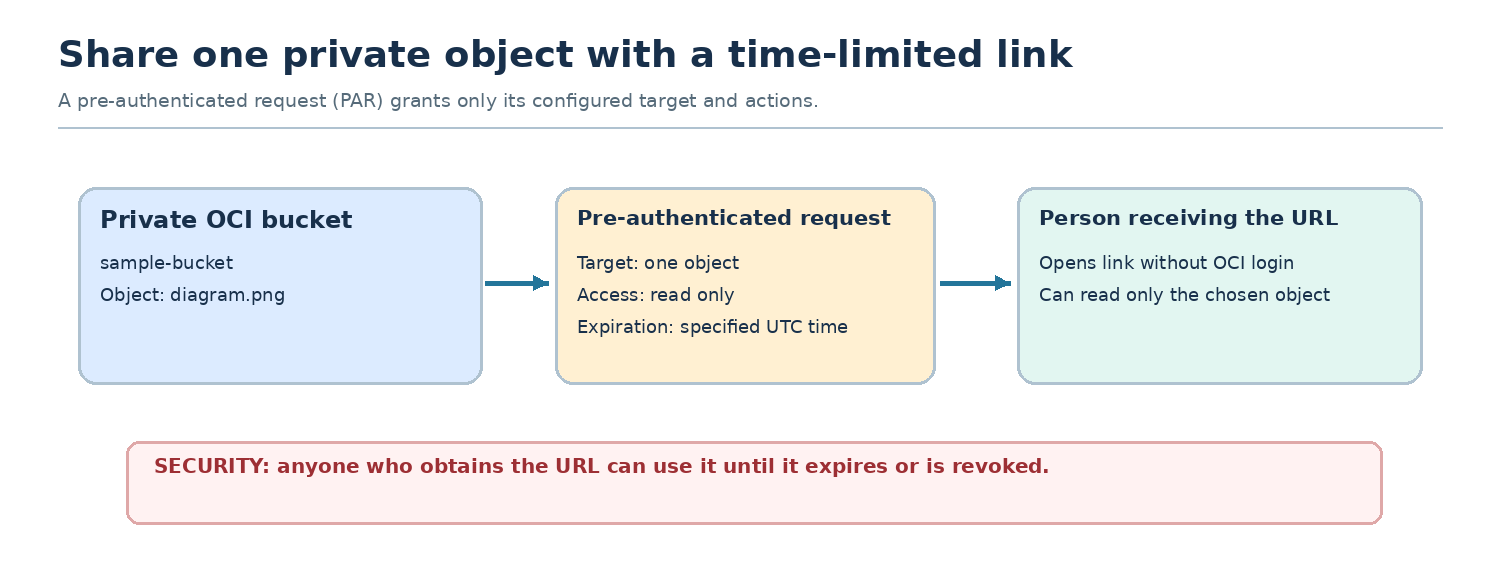 Share one private object with a time-limited link
A pre-authenticated request (PAR) grants only its configured target and actions.
Private OCI bucket
sample-bucket
Object: diagram.png
Pre-authenticated request
Target: one object
Access: read only
Expiration: specified UTC time
Person receiving the URL
Opens link without OCI login
Can read only the chosen object
SECURITY: anyone who obtains the URL can use it until it expires or is revoked.